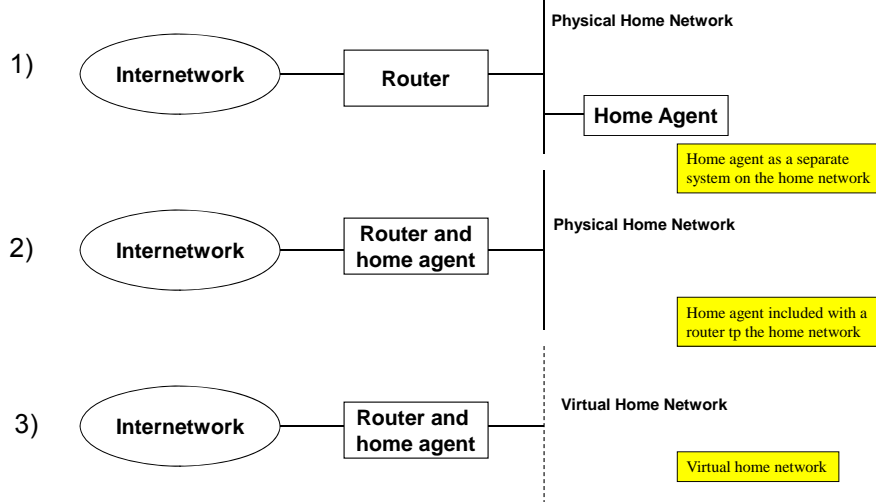 Physical Home Network
1)
Internetwork
Router
Home Agent
Home agent as a separate
system on the home network
2)
Internetwork
Router and
home agent
Physical Home Network
Home agent included with a
router tp the home network
3)
Internetwork
Router and
home agent
Virtual Home Network
Virtual home network